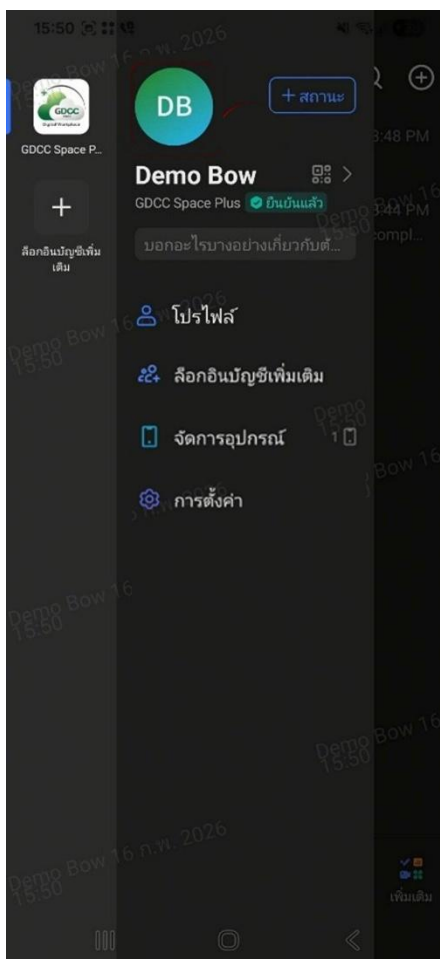 15:50
16 ก.พ. 2026
GDCC
GDCC Space P...
ล็อกอินบัญชีเพิ่ม
เติม
DB
+ สถานะ
Demo Bow
GDCC Space Plus ยืนยันแล้ว
บอกอะไรบางอย่างเกี่ยวกับตั...
โปรไฟล์
ล็อกอินบัญชีเพิ่มเติม
จัดการอุปกรณ์ 1
การตั้งค่า
3:48 PM
3:44 PM
compl...
เพิ่มเติม
Demo Bow 16 ก.พ. 2026
15:50